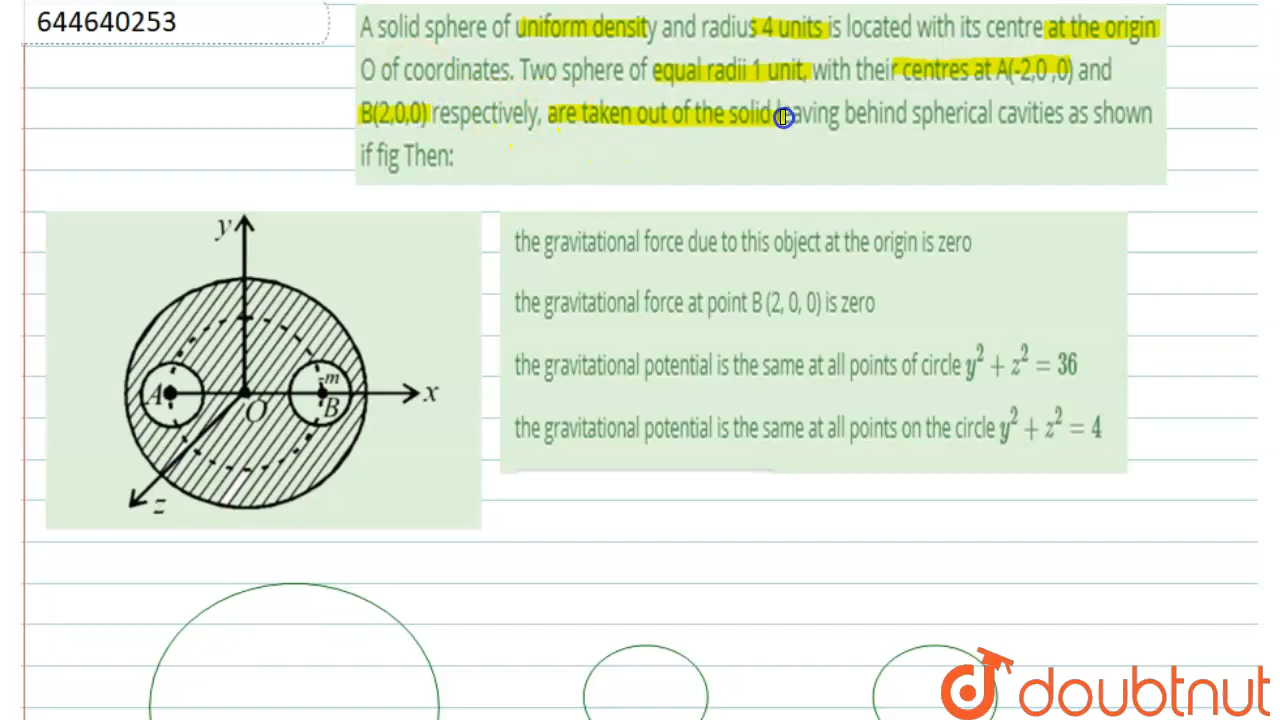 644640253
A solid sphere of uniform density and radius 4 units is located with its centre at the origin
O of coordinates. Two sphere of equal radii 1 unit, with their centres at A(-2,0 ,0) and
B(2,0,0) respectively, are taken out of the solid leaving behind spherical cavities as shown
if fig Then:
y
A
O
m
B
x
z
the gravitational force due to this object at the origin is zero
the gravitational force at point B (2, 0, 0) is zero
the gravitational potential is the same at all points of circle y² + z² = 36
the gravitational potential is the same at all points on the circle y² + z² = 4
doubtnut